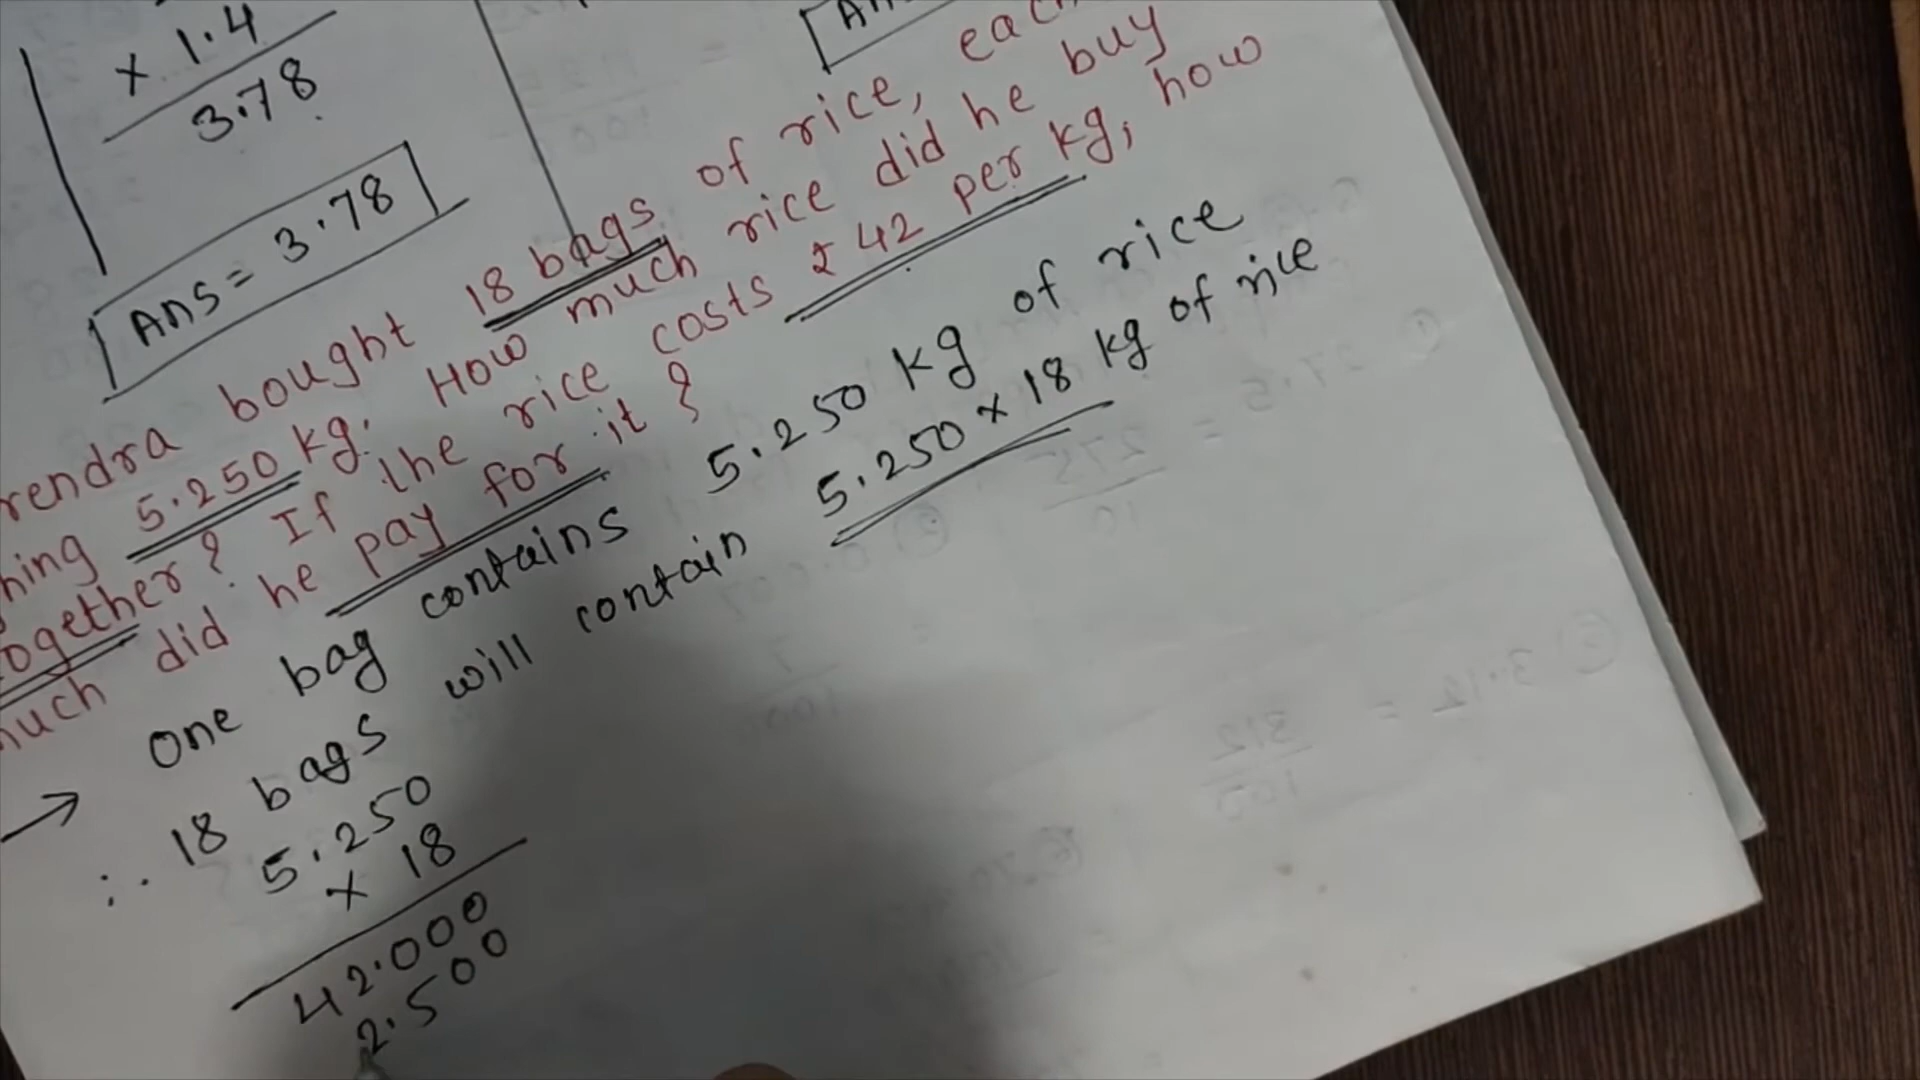 × 1.4
3.78
Ans = 3.78
rendra bought 18 bags of rice, each
hing 5.250 kg. How much rice did he buy
ogether? If the rice costs ₹ 42 per kg, how
uch did he pay for it?
→ One bag contains 5.250 kg of rice
∴ 18 bags will contain 5.250 × 18 kg of rice
5.250
× 18
42.000
2.500